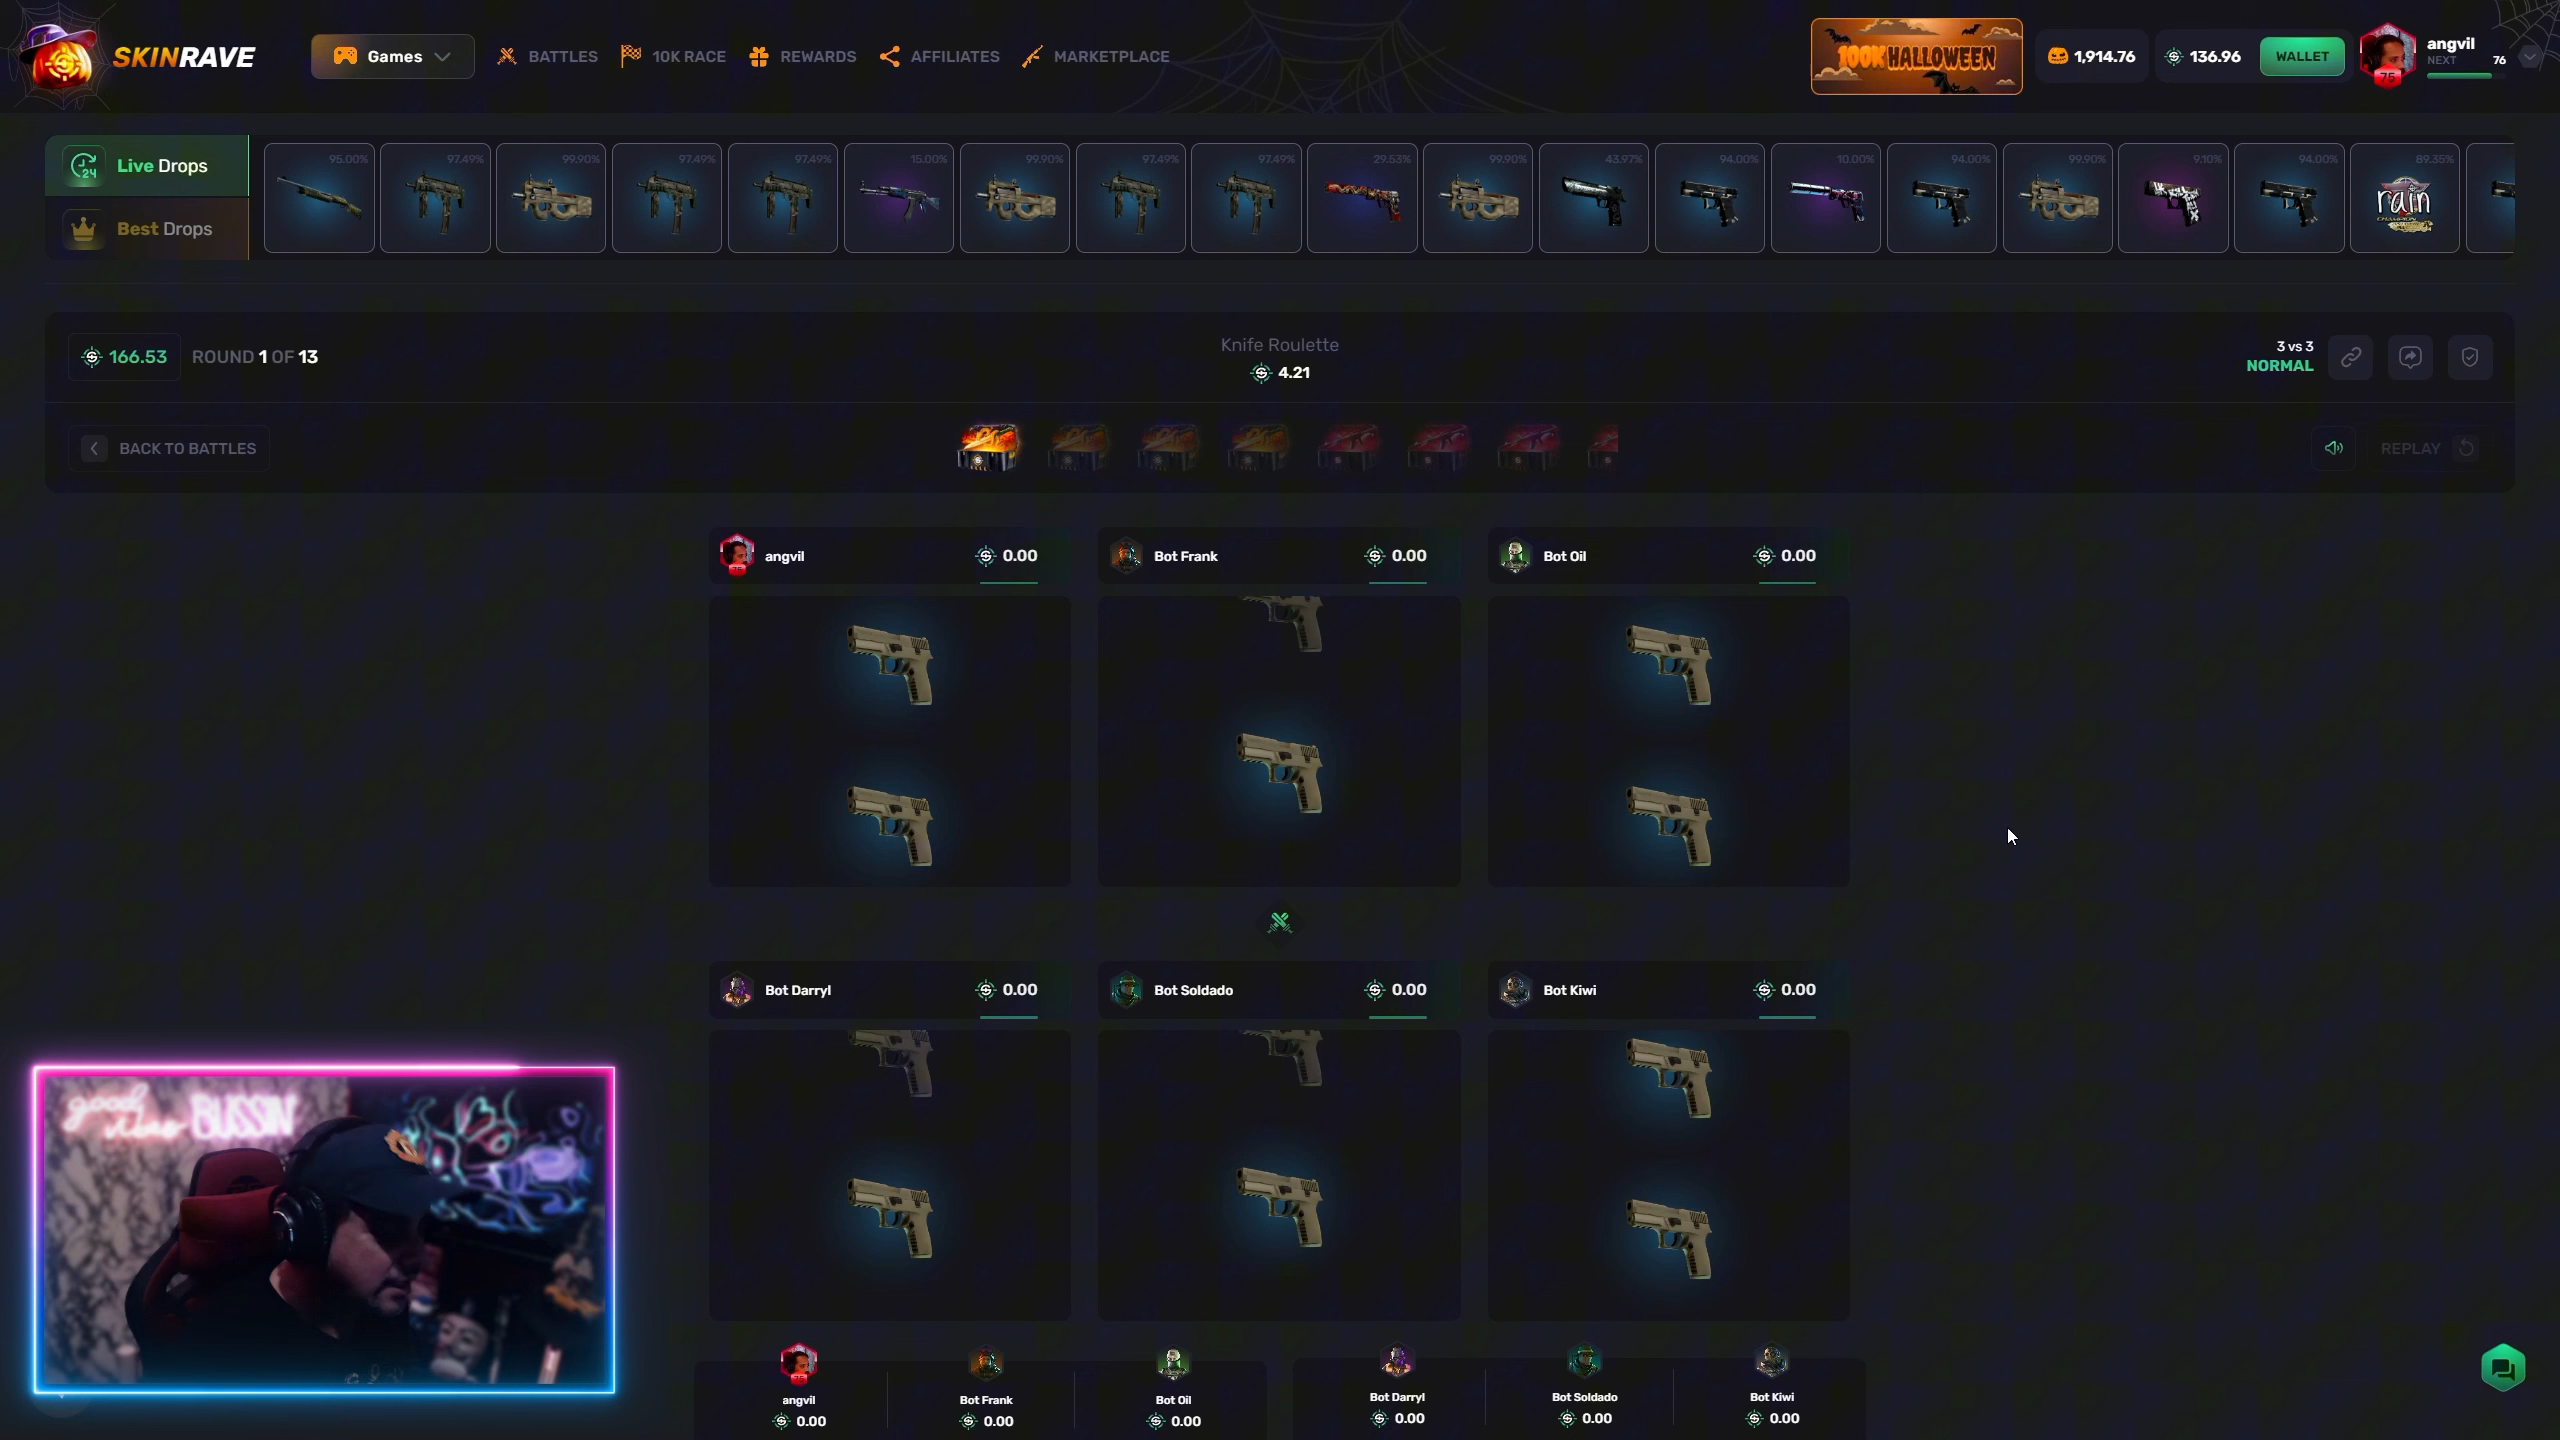 SKINRAVE
Games
BATTLES
10K RACE
REWARDS
AFFILIATES
MARKETPLACE
100K HALLOWEEN
1,914.76
136.96
WALLET
75
angvil
NEXT 76
Live Drops
24
Best Drops
95.00%
97.49%
99.90%
97.49%
97.49%
15.00%
99.90%
97.49%
97.49%
29.53%
99.90%
43.97%
94.00%
10.00%
94.00%
99.90%
9.10%
94.00%
89.35%
rain
166.53 ROUND 1 OF 13
Knife Roulette
4.21
3 vs 3
NORMAL
BACK TO BATTLES
REPLAY
angvil 0.00
Bot Frank 0.00
Bot Oil 0.00
Bot Darryl 0.00
Bot Soldado 0.00
Bot Kiwi 0.00
good vibes
BUSSIN'
angvil
0.00
Bot Frank
0.00
Bot Oil
0.00
Bot Darryl
0.00
Bot Soldado
0.00
Bot Kiwi
0.00